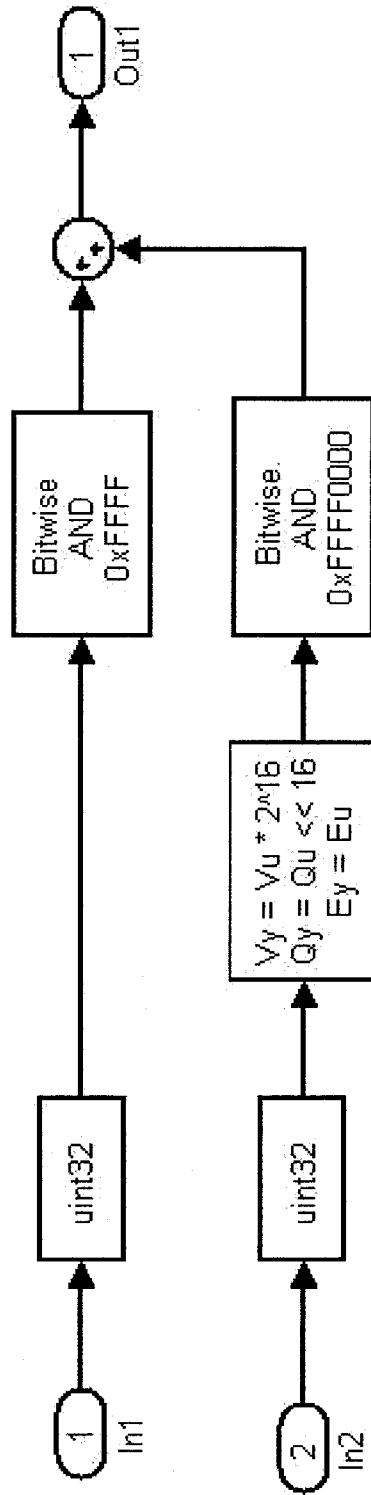 1
In1
uint32
Bitwise
AND
0xFFFF
1
Out1
2
In2
uint32
Vy = Vu * 2^16
Qy = Qu << 16
Ey = Eu
Bitwise
AND
0xFFFF0000